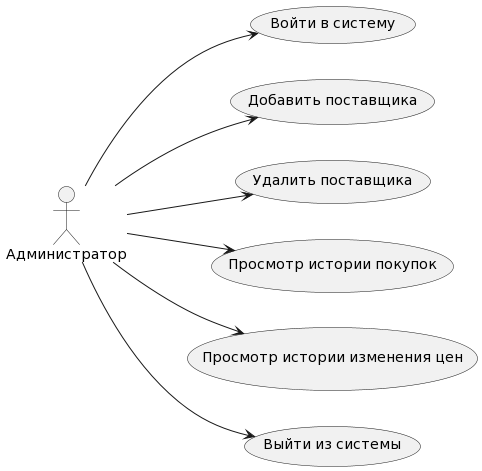 Войти в систему
Добавить поставщика
Удалить поставщика
Администратор
Просмотр истории покупок
Просмотр истории изменения цен
Выйти из системы